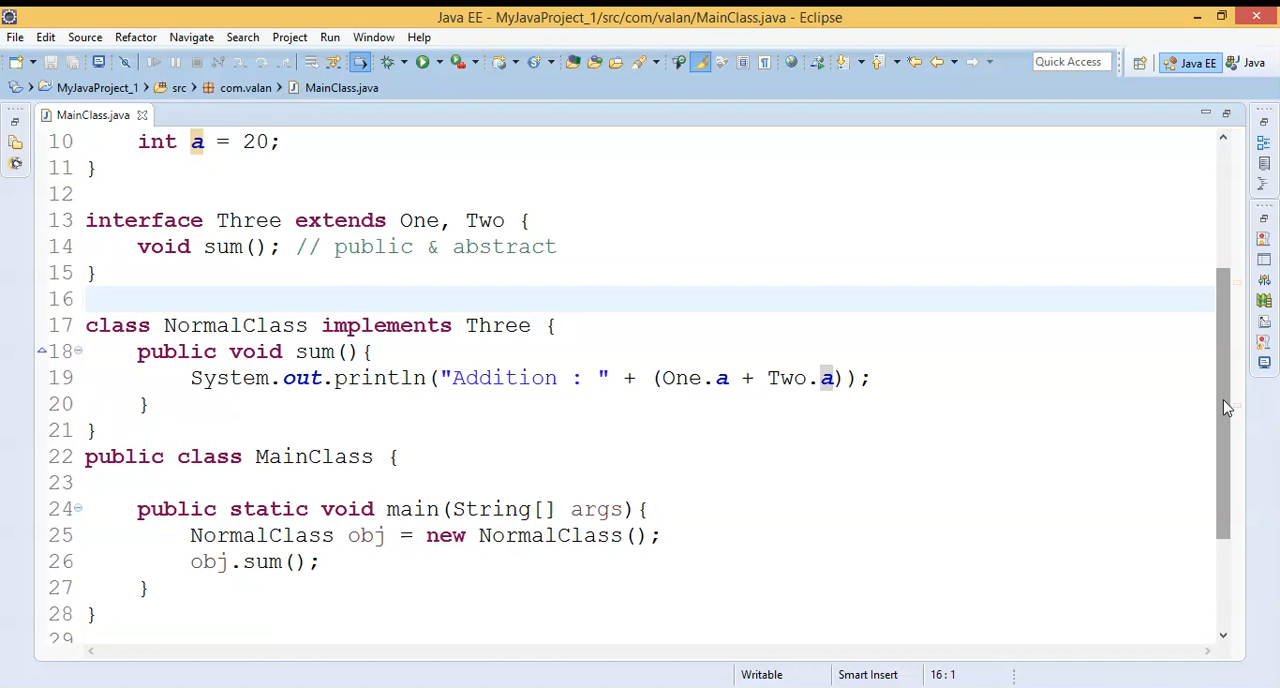 Java EE - MyJavaProject_1/src/com/valan/MainClass.java - Eclipse
File Edit Source Refactor Navigate Search Project Run Window Help
Quick Access Java EE Java
MyJavaProject_1 src com.valan MainClass.java
MainClass.java
10 int a = 20;
11 }
12
13 interface Three extends One, Two {
14 void sum(); // public & abstract
15 }
16
17 class NormalClass implements Three {
18 public void sum(){
19 System.out.println("Addition : " + (One.a + Two.a));
20 }
21 }
22 public class MainClass {
23
24 public static void main(String[] args){
25 NormalClass obj = new NormalClass();
26 obj.sum();
27 }
28 }
29
Writable Smart Insert 16 : 1